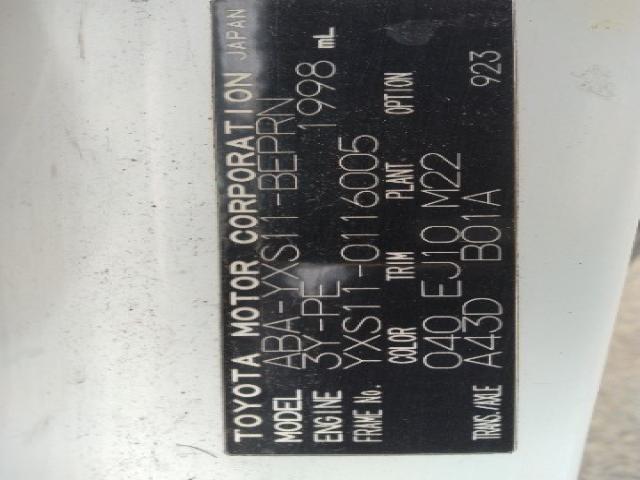 TOYOTA MOTOR CORPORATION JAPAN
MODEL ABA-YXS11-BEPRN
ENGINE 3Y-PE 1998 mL
FRAME No. YXS11-0116005
COLOR TRIM PLANT OPTION
040 EJ10 M22
TRANS./AXLE A43D B01A 923